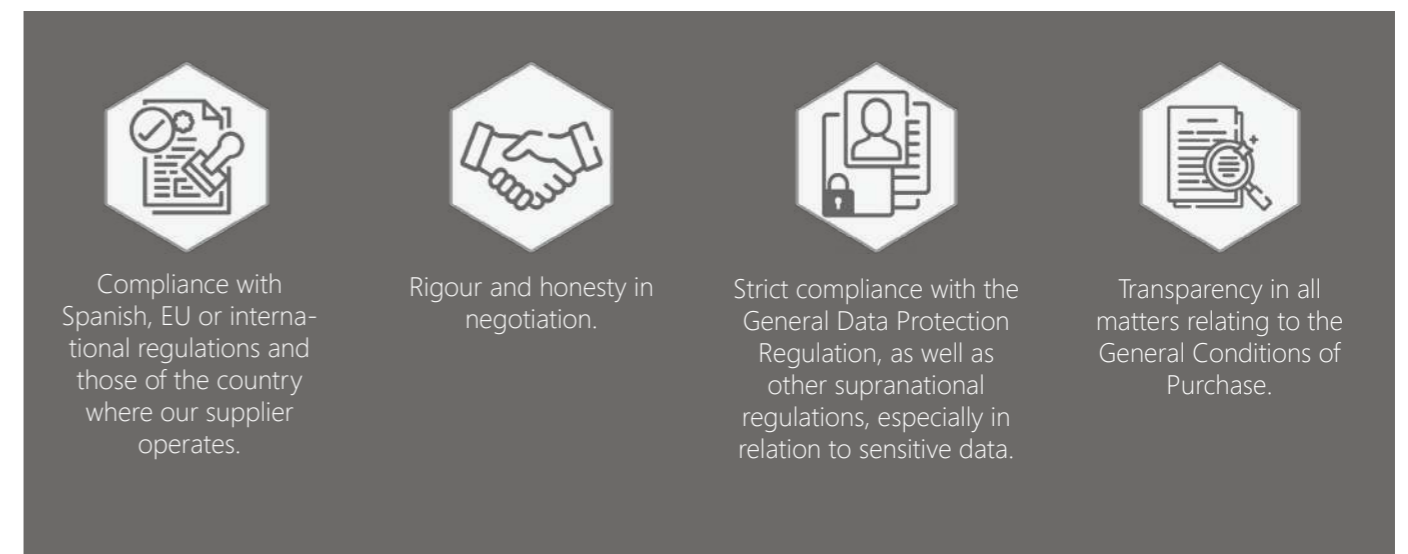 Compliance with
Spanish, EU or interna-
tional regulations and
those of the country
where our supplier
operates.
Rigour and honesty in
negotiation.
Strict compliance with the
General Data Protection
Regulation, as well as
other supranational
regulations, especially in
relation to sensitive data.
Transparency in all
matters relating to the
General Conditions of
Purchase.